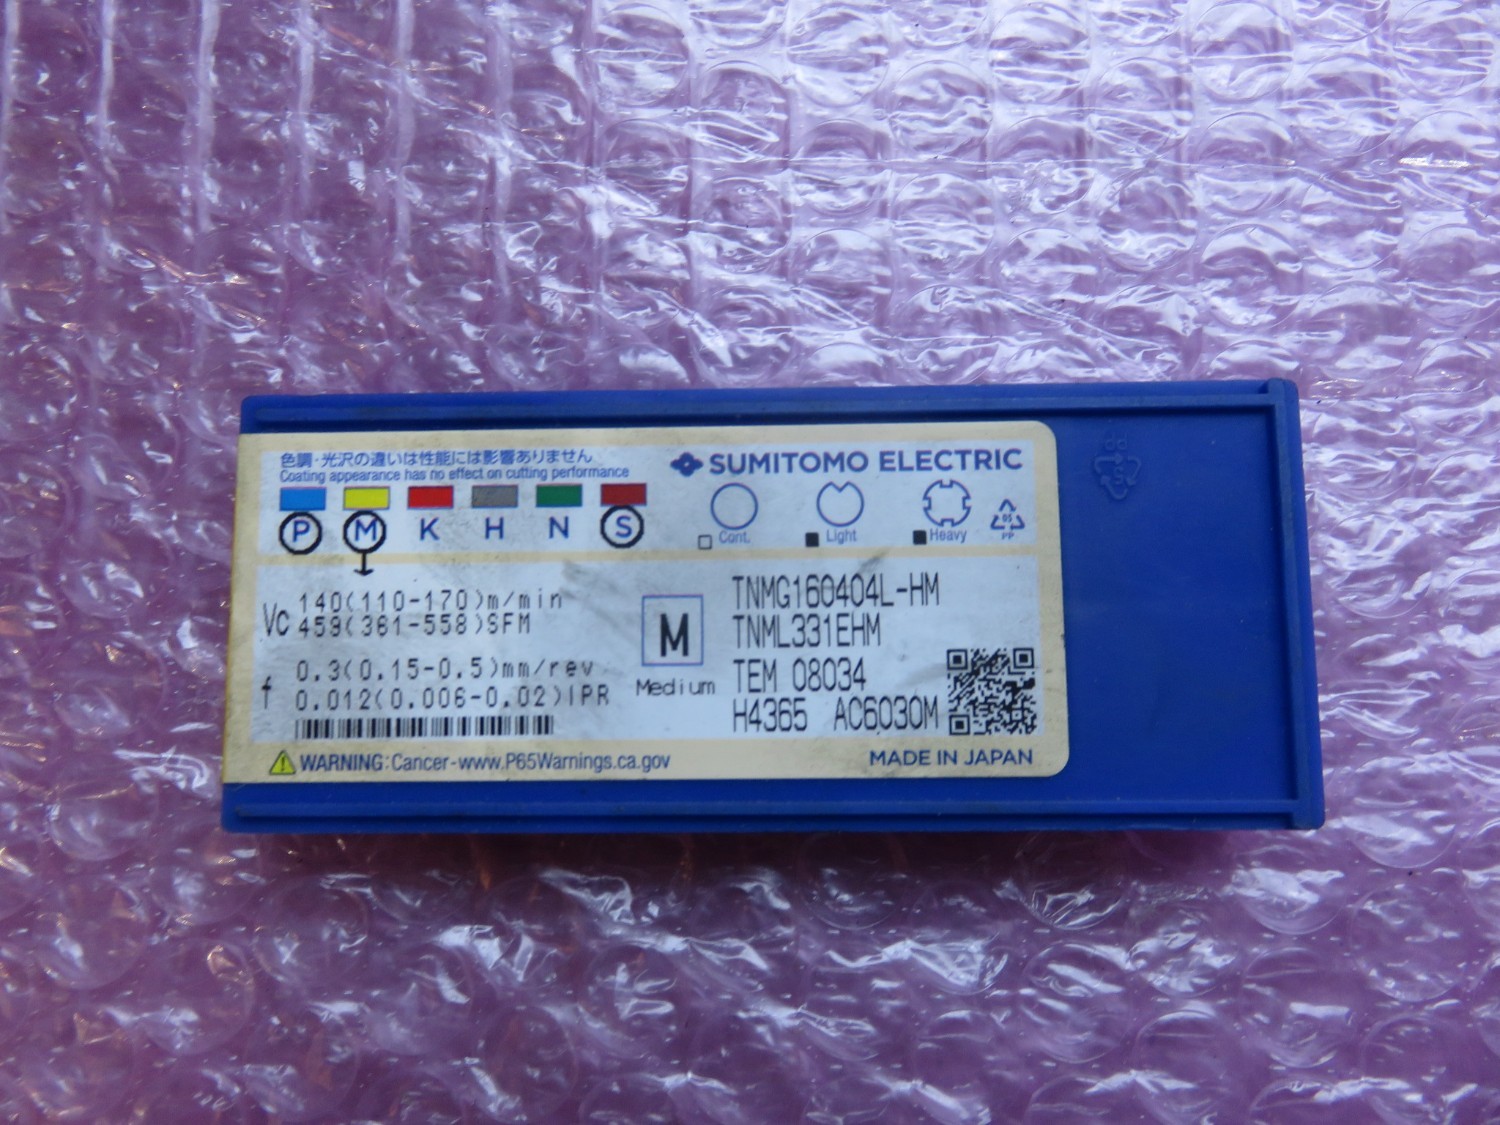 色調・光沢の違いは性能には影響ありません
Coating appearance has no effect on cutting performance
SUMITOMO ELECTRIC
P M K H N S
Cont. Light Heavy
05
PP
Vc 140(110-170)m/min
459(361-558)SFM
f 0.3(0.15-0.5)mm/rev
0.012(0.006-0.02)IPR
M
Medium
TNMG160404L-HM
TNML331EHM
TEM 08034
H4365 AC6030M
WARNING:Cancer-www.P65Warnings.ca.gov
MADE IN JAPAN
PP